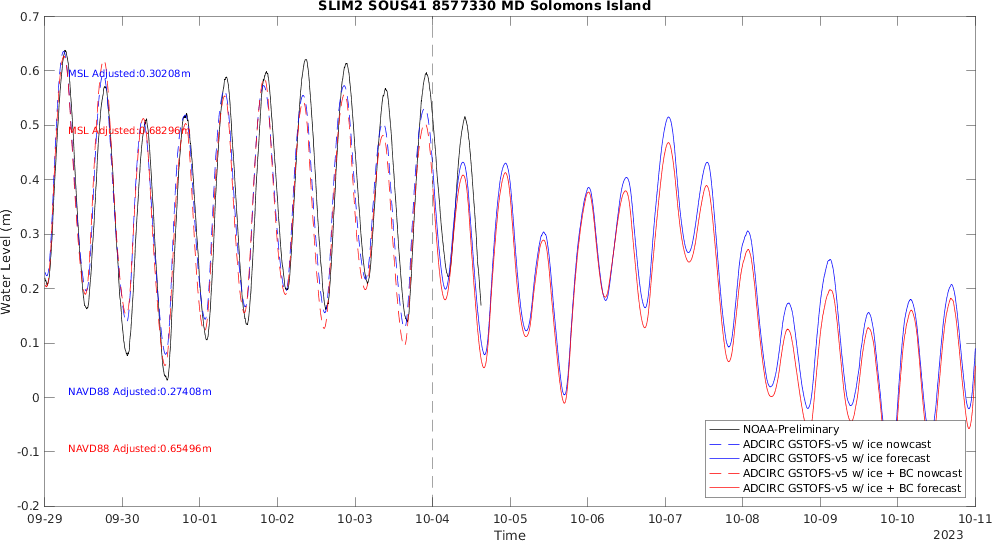 SLIM2 SOUS41 8577330 MD Solomons Island
0.7
0.6
0.5
0.4
0.3
0.2
0.1
0
-0.1
-0.2
Water Level (m)
MSL Adjusted:0.30208m
MSL Adjusted:0.68296m
NAVD88 Adjusted:0.27408m
NAVD88 Adjusted:0.65496m
NOAA-Preliminary
ADCIRC GSTOFS-v5 w/ ice nowcast
ADCIRC GSTOFS-v5 w/ ice forecast
ADCIRC GSTOFS-v5 w/ ice + BC nowcast
ADCIRC GSTOFS-v5 w/ ice + BC forecast
09-29 09-30 10-01 10-02 10-03 10-04 10-05 10-06 10-07 10-08 10-09 10-10 10-11
Time
2023